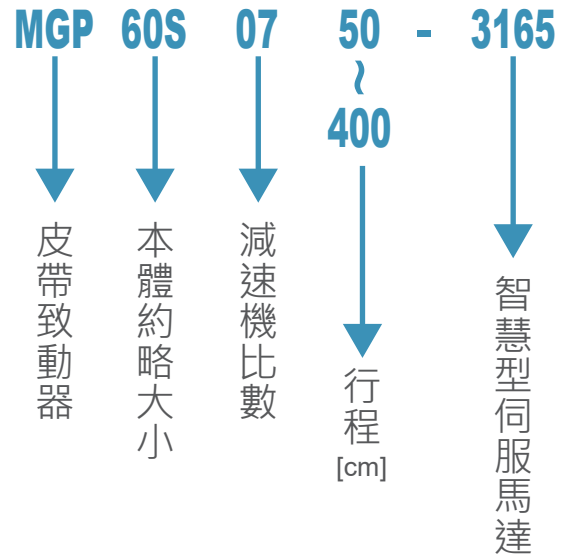 MGP 60S 07 50 - 3165
~
400
皮帶致動器
本體約略大小
減速機比數
行程
[cm]
智慧型伺服馬達